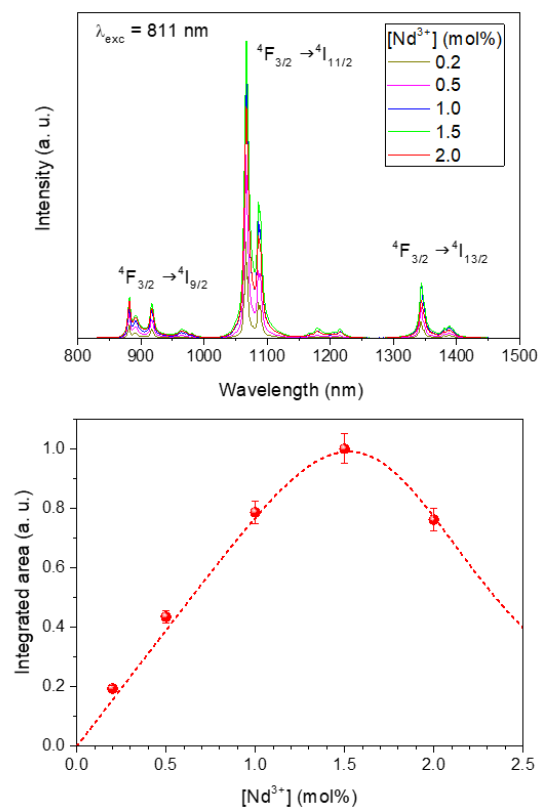 λexc = 811 nm
⁴F3/2 →⁴I11/2
[Nd³⁺] (mol%)
0.2
0.5
1.0
1.5
2.0
⁴F3/2 →⁴I9/2
⁴F3/2 →⁴I13/2
Intensity (a. u.)
800 900 1000 1100 1200 1300 1400 1500
Wavelength (nm)
1.0
0.8
0.6
0.4
0.2
0.0
Integrated area (a. u.)
0.0 0.5 1.0 1.5 2.0 2.5
[Nd³⁺] (mol%)